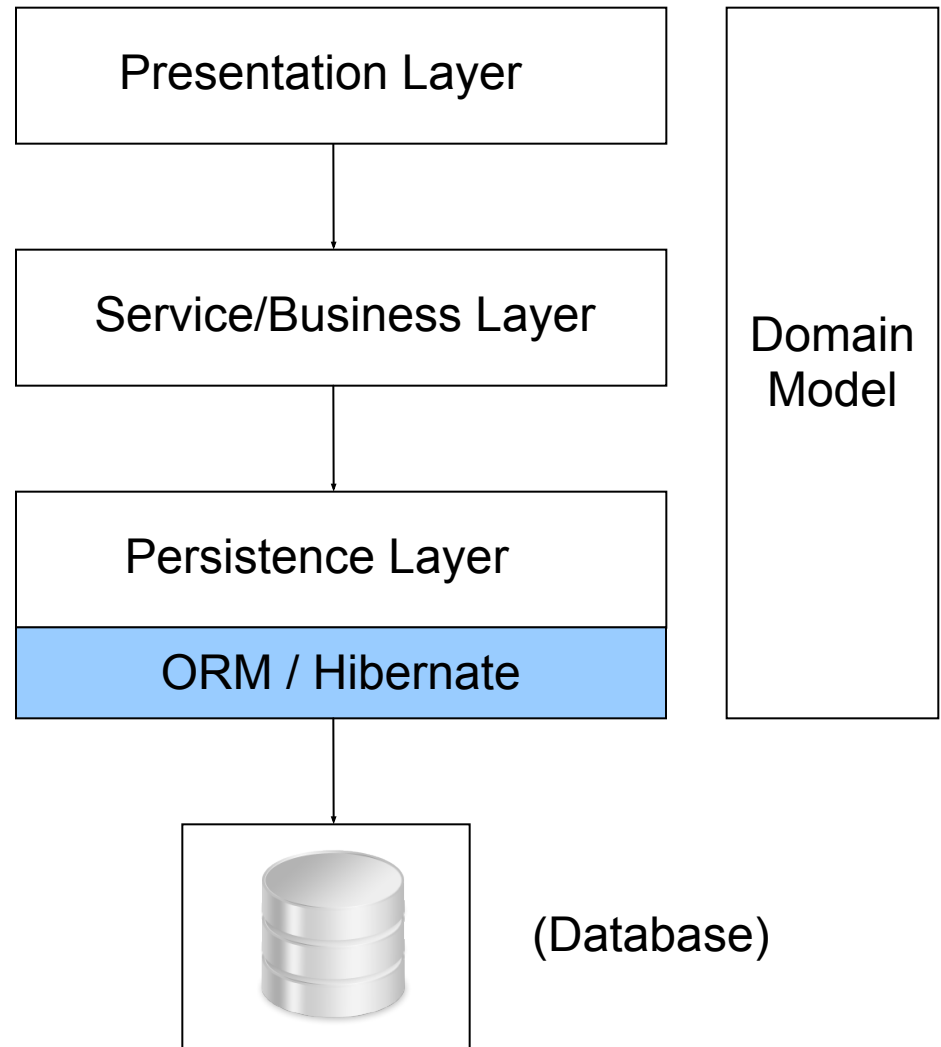 Presentation Layer
Service/Business Layer
Domain
Model
Persistence Layer
ORM / Hibernate
(Database)